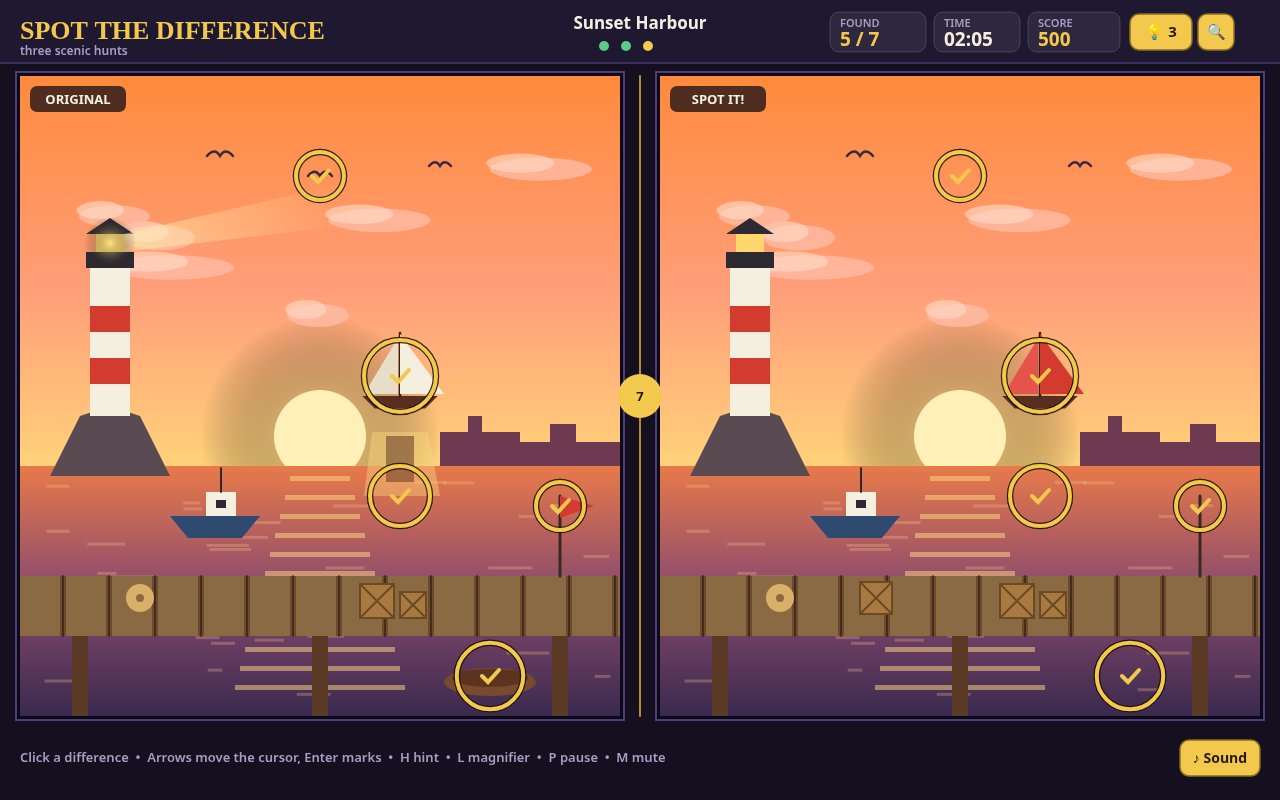 SPOT THE DIFFERENCE
three scenic hunts
Sunset Harbour
FOUND
5 / 7
TIME
02:05
SCORE
500
3
ORIGINAL
SPOT IT!
7
Click a difference • Arrows move the cursor, Enter marks • H hint • L magnifier • P pause • M mute
♪ Sound